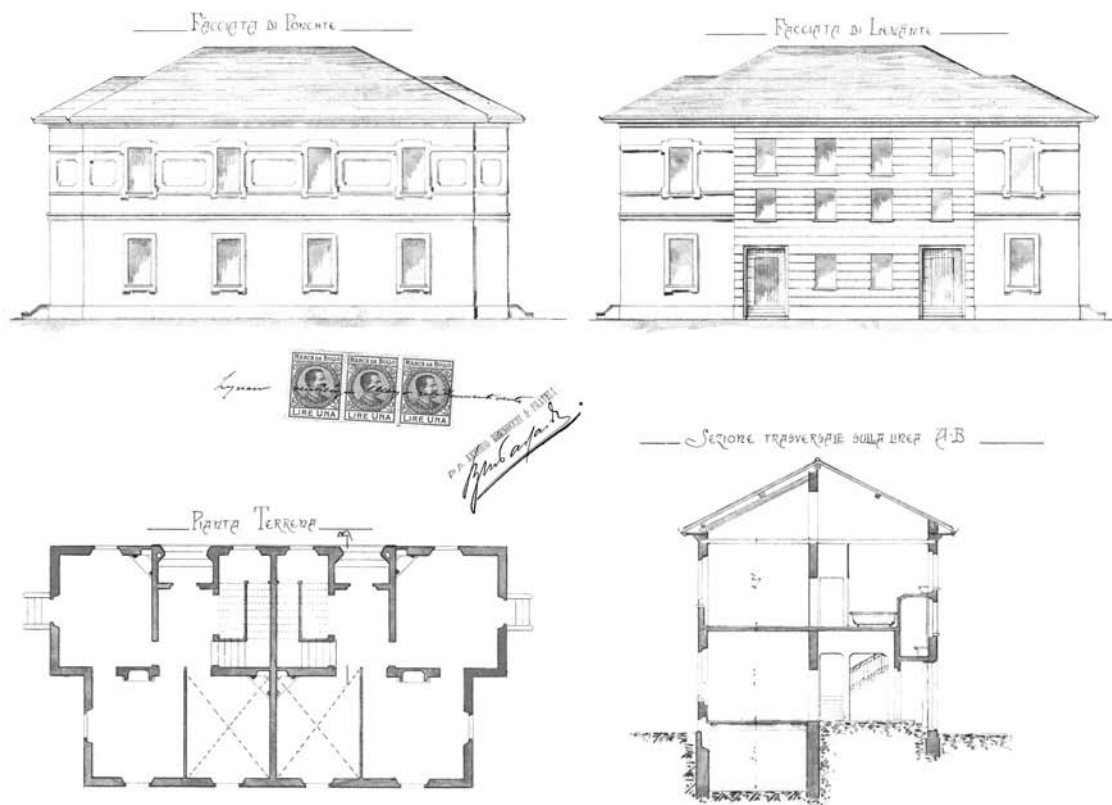 FACCIATA DI PONENTE
FACCIATA DI LEVANTE
MARCA DA BOLLO
LIRE UNA
MARCA DA BOLLO
LIRE UNA
MARCA DA BOLLO
LIRE UNA
& FRATELLI
SEZIONE TRASVERSALE SULLA LINEA A-B
PIANTA TERRENA